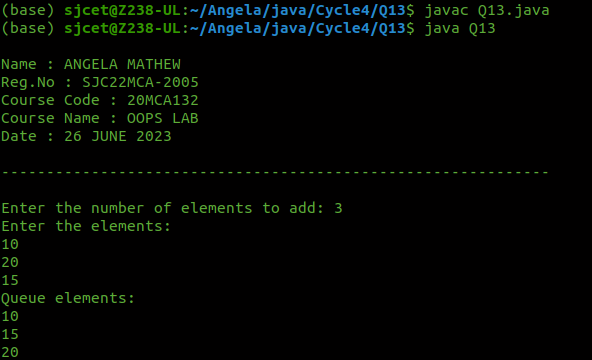 (base) sjcet@Z238-UL:~/Angela/java/Cycle4/Q13$ javac Q13.java
(base) sjcet@Z238-UL:~/Angela/java/Cycle4/Q13$ java Q13
Name : ANGELA MATHEW
Reg.No : SJC22MCA-2005
Course Code : 20MCA132
Course Name : OOPS LAB
Date : 26 JUNE 2023
-------------------------------------------------------------
Enter the number of elements to add: 3
Enter the elements:
10
20
15
Queue elements:
10
15
20